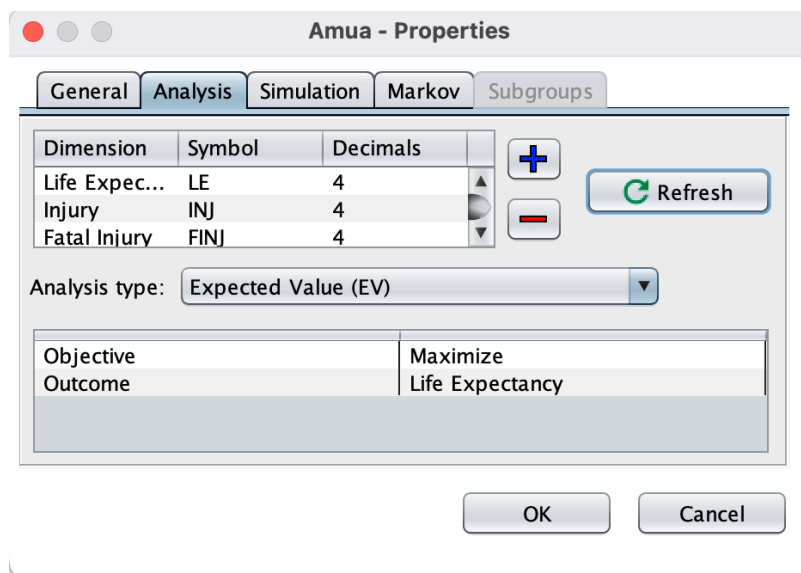 Amua - Properties
General Analysis Simulation Markov Subgroups
Dimension Symbol Decimals
Life Expec... LE 4
Injury INJ 4
Fatal Injury FINJ 4
Refresh
Analysis type: Expected Value (EV)
Objective Maximize
Outcome Life Expectancy
OK Cancel